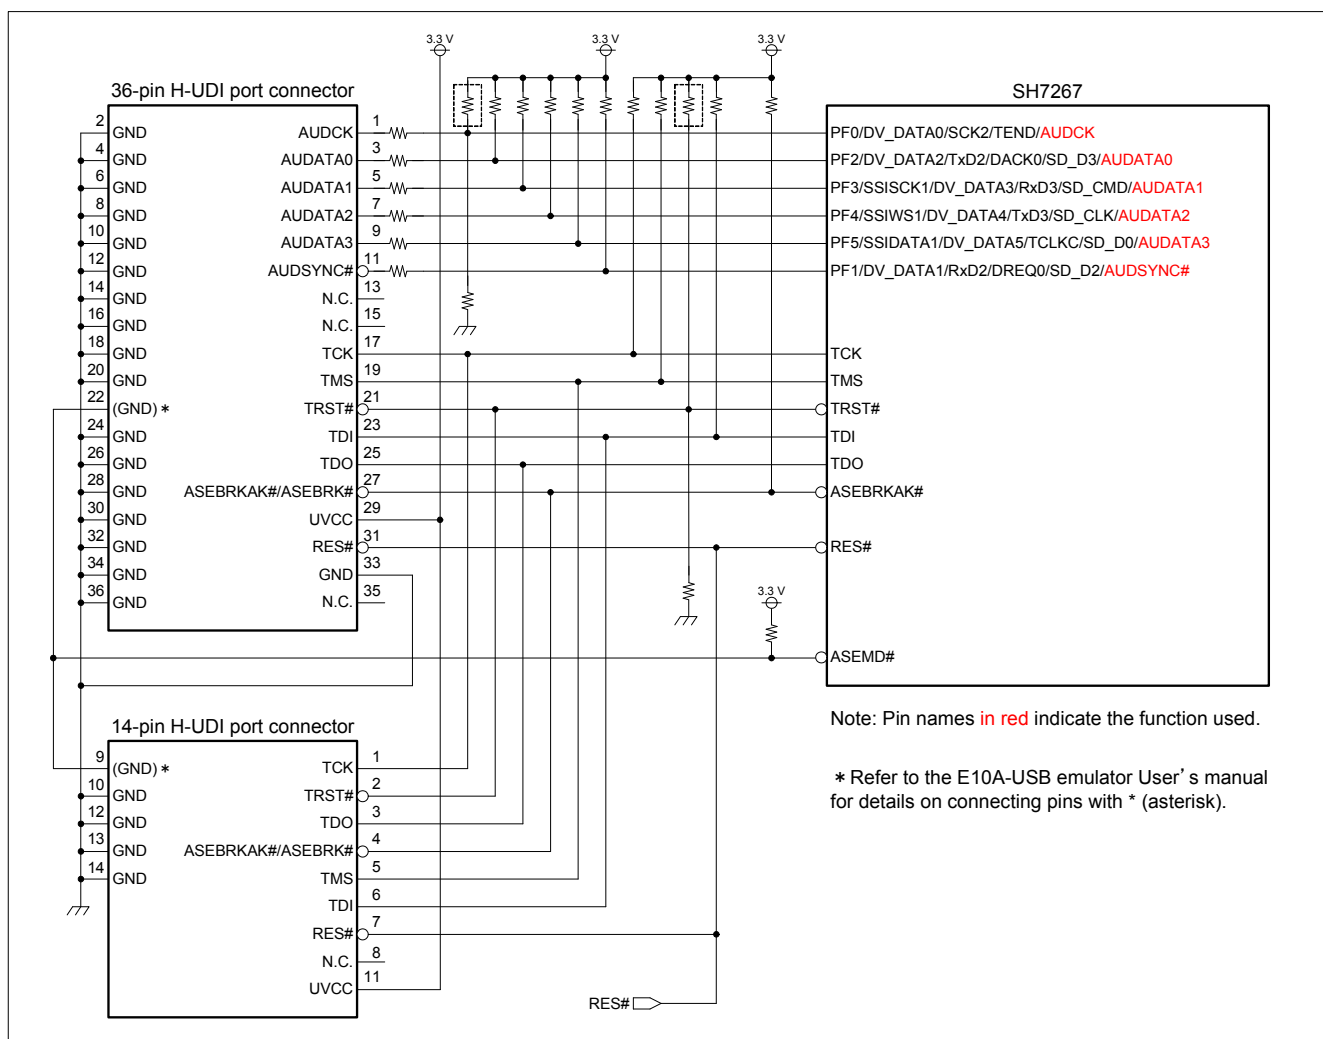 3.3 V
3.3 V
3.3 V
36-pin H-UDI port connector
SH7267
2 GND AUDCK 1 PF0/DV_DATA0/SCK2/TEND/AUDCK
4 GND AUDATA0 3 PF2/DV_DATA2/TxD2/DACK0/SD_D3/AUDATA0
6 GND AUDATA1 5 PF3/SSISCK1/DV_DATA3/RxD3/SD_CMD/AUDATA1
8 GND AUDATA2 7 PF4/SSIWS1/DV_DATA4/TxD3/SD_CLK/AUDATA2
10 GND AUDATA3 9 PF5/SSIDATA1/DV_DATA5/TCLKC/SD_D0/AUDATA3
12 GND AUDSYNC# 11 PF1/DV_DATA1/RxD2/DREQ0/SD_D2/AUDSYNC#
14 GND N.C. 13
16 GND N.C. 15
18 GND TCK 17 TCK
20 GND TMS 19 TMS
22 (GND) * TRST# 21 TRST#
24 GND TDI 23 TDI
26 GND TDO 25 TDO
28 GND ASEBRKAK#/ASEBRK# 27 ASEBRKAK#
30 GND UVCC 29
32 GND RES# 31 RES#
34 GND GND 33
36 GND N.C. 35
3.3 V
ASEMD#
14-pin H-UDI port connector
9 (GND) * TCK 1
10 GND TRST# 2
12 GND TDO 3
13 GND ASEBRKAK#/ASEBRK# 4
14 GND TMS 5
TDI 6
RES# 7
N.C. 8
UVCC 11
RES#
Note: Pin names in red indicate the function used.
* Refer to the E10A-USB emulator User's manual
for details on connecting pins with * (asterisk).